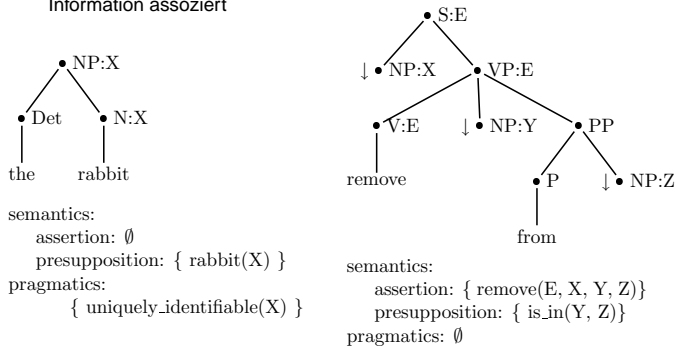 Information assoziert
NP:X
Det N:X
the rabbit
semantics:
assertion: ∅
presupposition: { rabbit(X) }
pragmatics:
{ uniquely_identifiable(X) }
S:E
↓ NP:X VP:E
V:E ↓ NP:Y PP
remove P ↓ NP:Z
from
semantics:
assertion: { remove(E, X, Y, Z)}
presupposition: { is_in(Y, Z)}
pragmatics: ∅